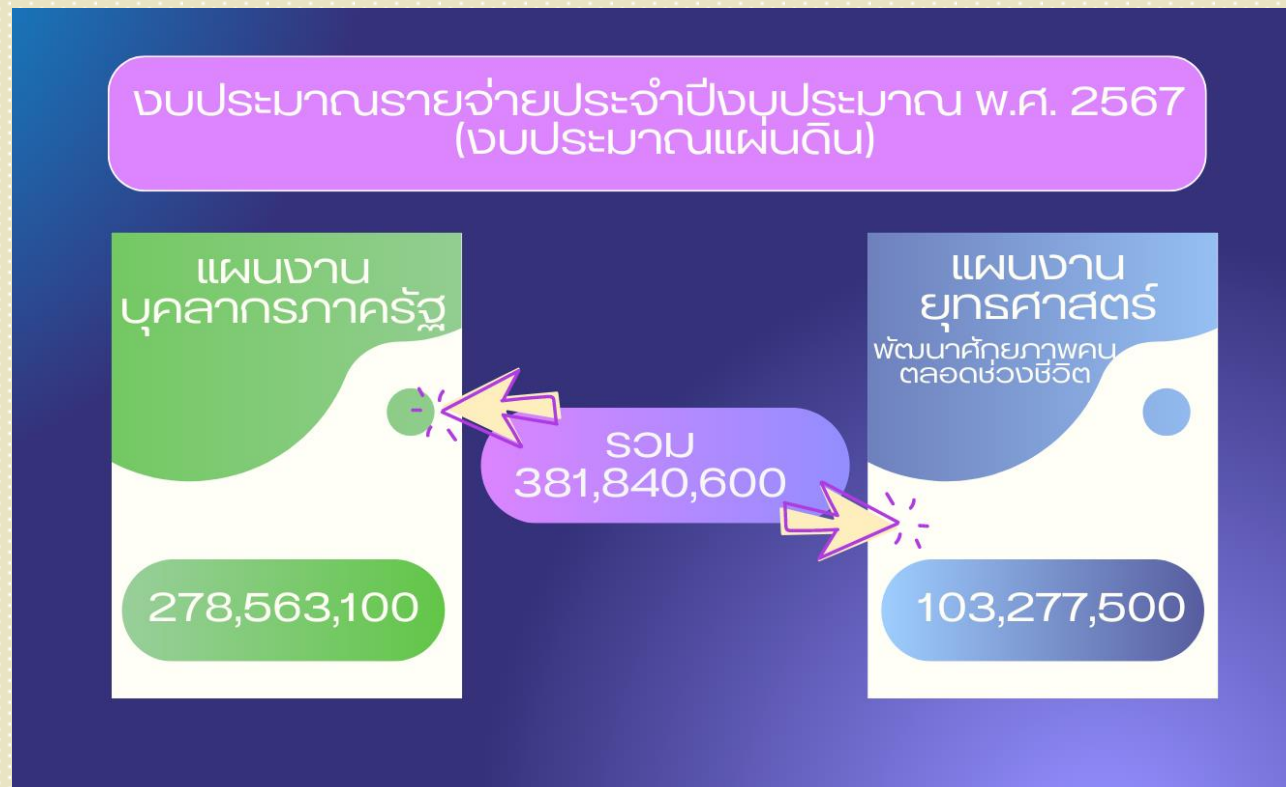 งบประมาณรายจ่ายประจำปีงบประมาณ พ.ศ. 2567
(งบประมาณแผ่นดิน)
แผนงาน
บุคลากรภาครัฐ
278,563,100
รวม
381,840,600
แผนงาน
ยุทธศาสตร์
พัฒนาศักยภาพคน
ตลอดช่วงชีวิต
103,277,500